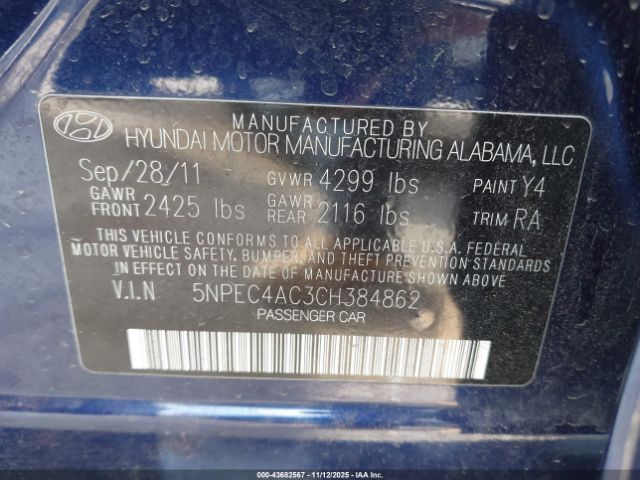 MANUFACTURED BY
HYUNDAI MOTOR MANUFACTURING ALABAMA, LLC
Sep/28/11 GVWR 4299 lbs PAINT Y4
GAWR FRONT 2425 lbs GAWR REAR 2116 lbs TRIM RA
THIS VEHICLE CONFORMS TO ALL APPLICABLE U.S.A. FEDERAL
MOTOR VEHICLE SAFETY, BUMPER, AND THEFT PREVENTION STANDARDS
IN EFFECT ON THE DATE OF MANUFACTURE SHOWN ABOVE
V.I.N 5NPEC4AC3CH384862
PASSENGER CAR
000-43682567 - 11/12/2025 - IAAI.COM